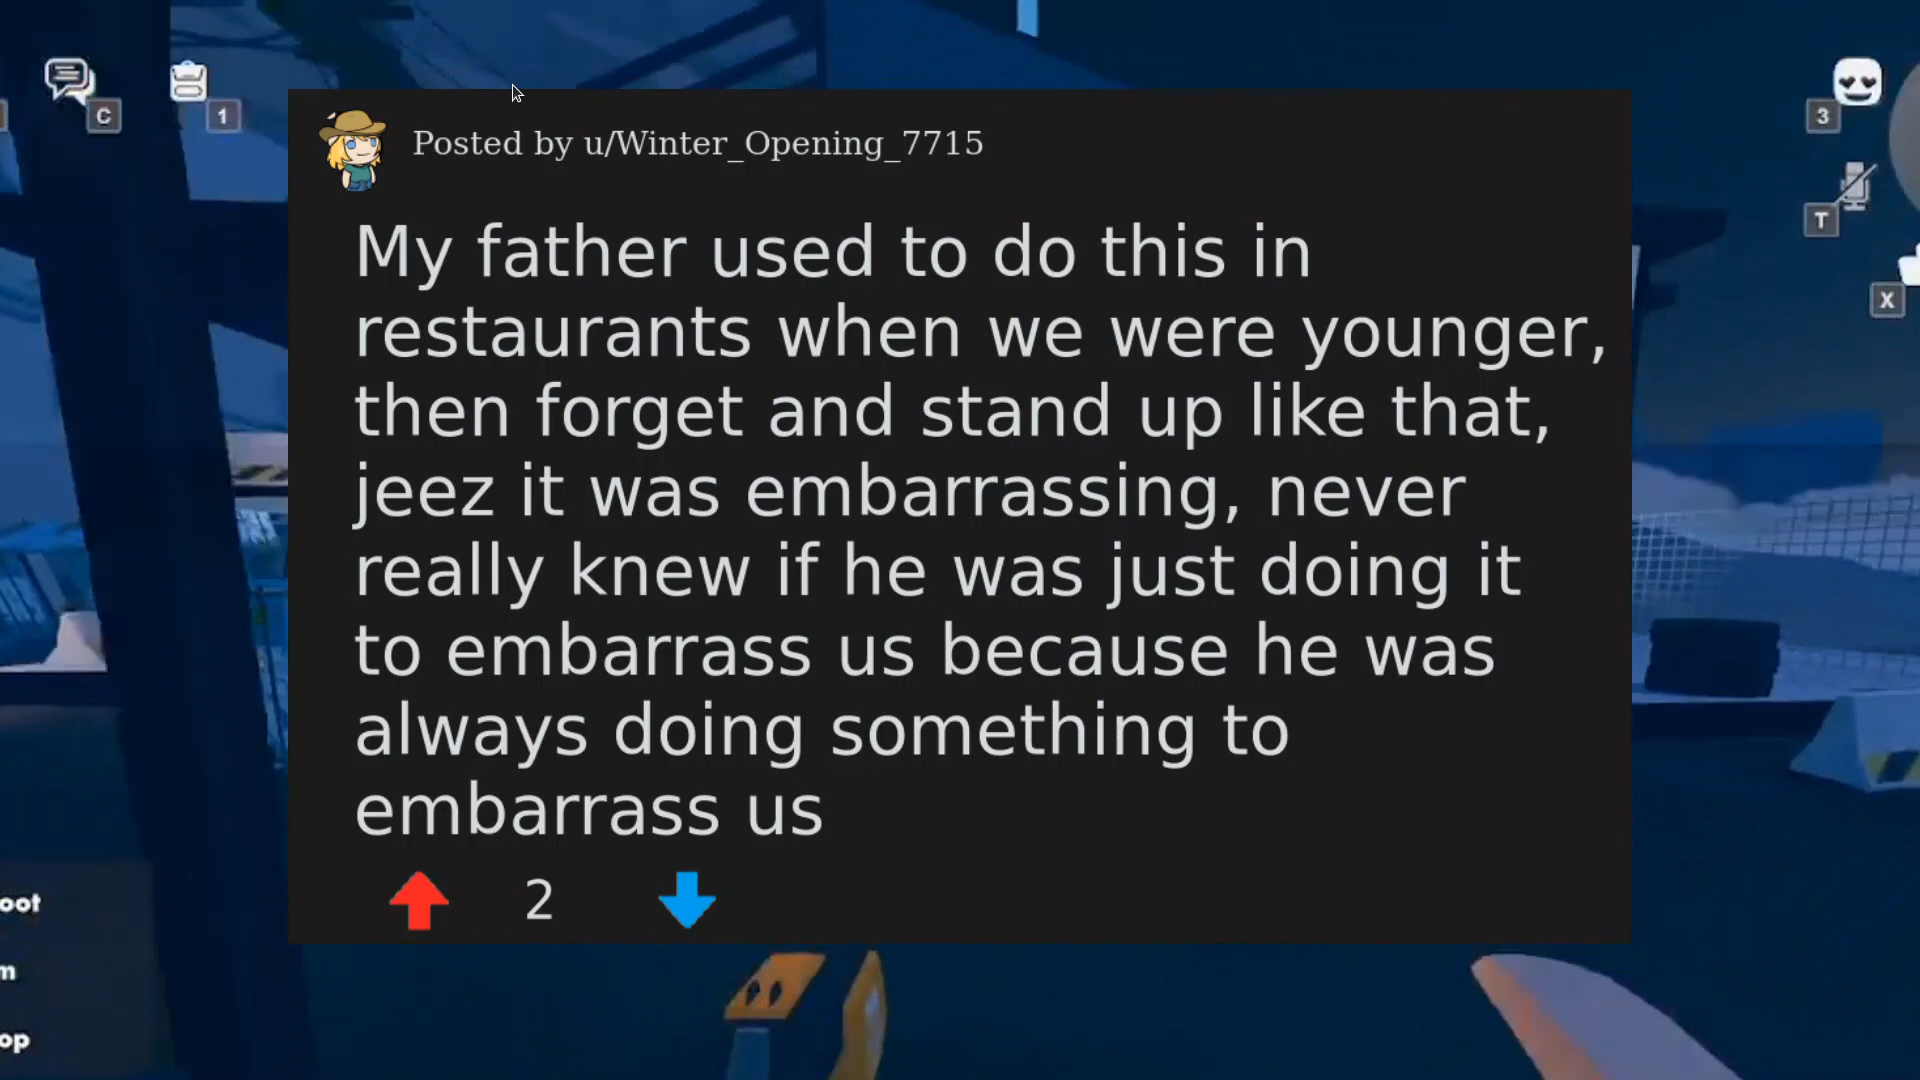 C
1
3
T
X
Posted by u/Winter_Opening_7715
My father used to do this in
restaurants when we were younger,
then forget and stand up like that,
jeez it was embarrassing, never
really knew if he was just doing it
to embarrass us because he was
always doing something to
embarrass us
2
oot
m
op